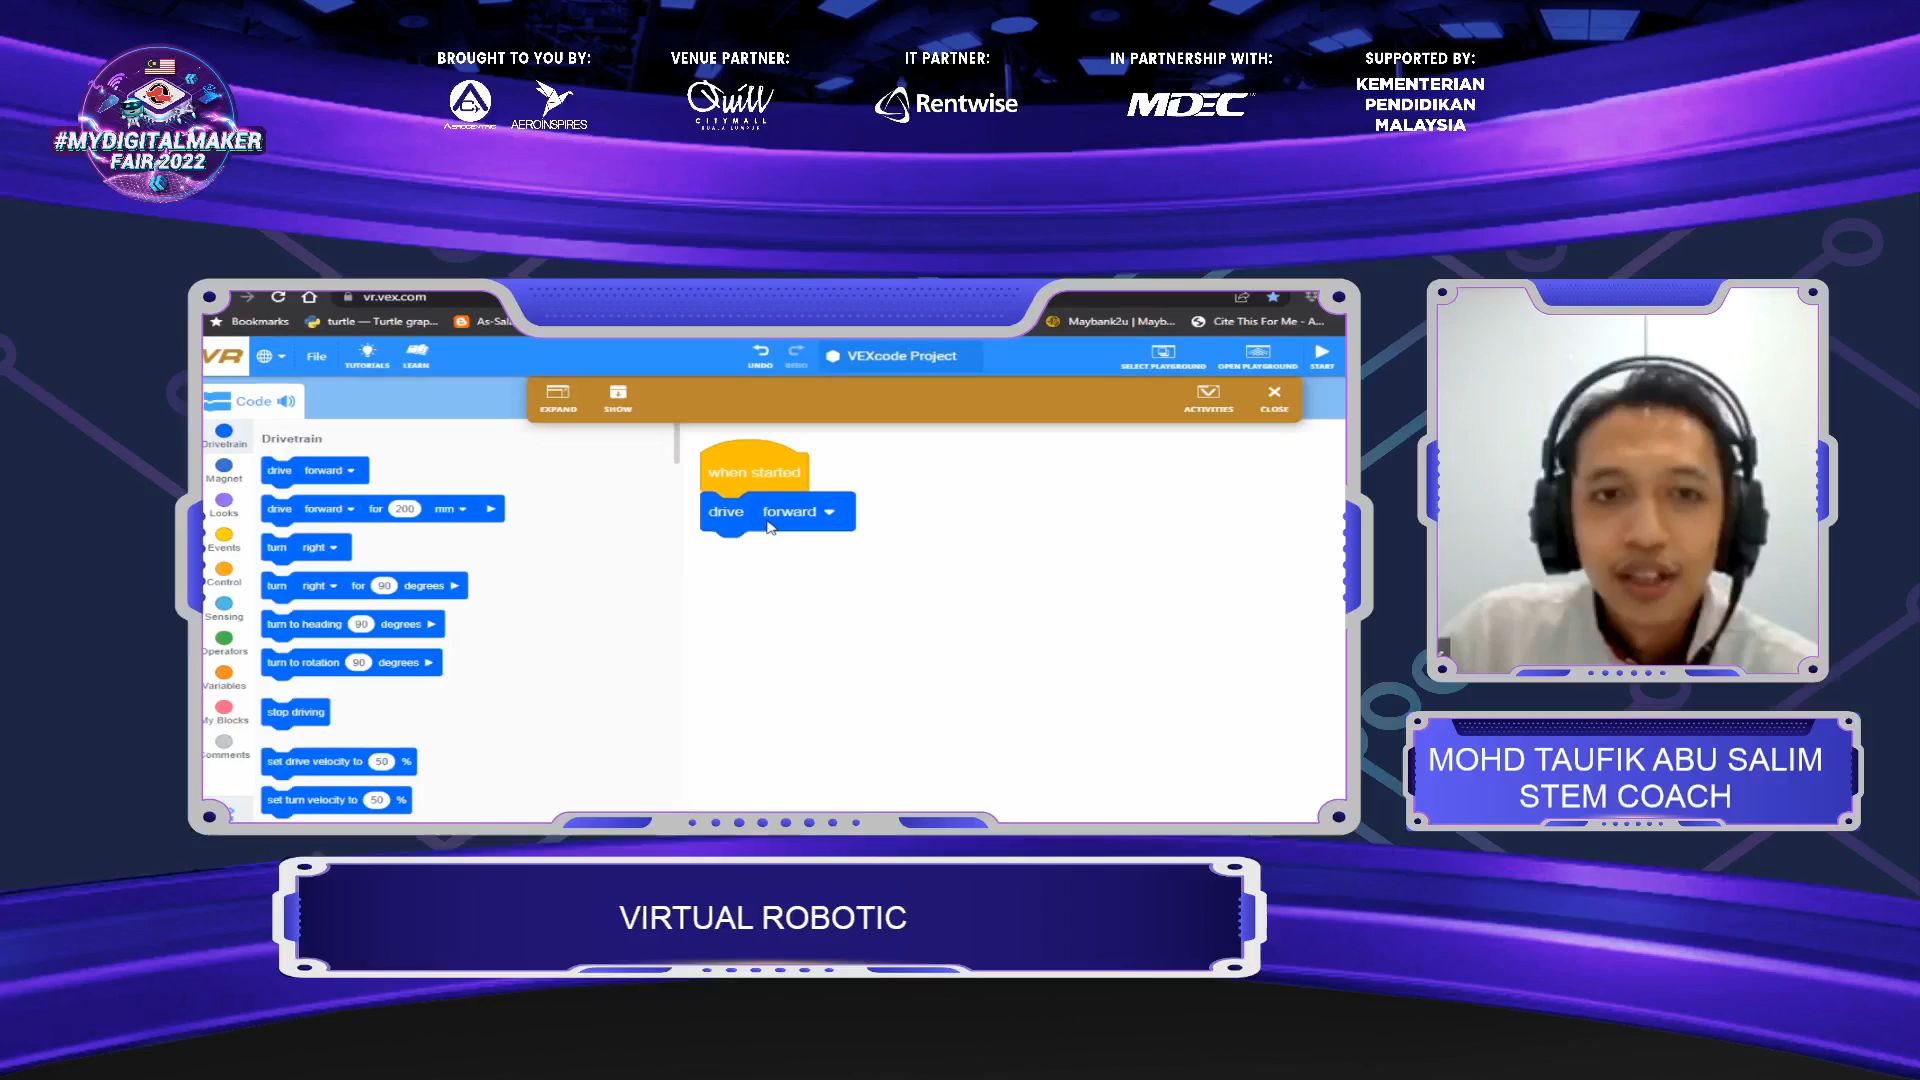 BROUGHT TO YOU BY:
VENUE PARTNER:
IT PARTNER:
IN PARTNERSHIP WITH:
SUPPORTED BY:
AEROINSPIRES
Quill
CITY MALL
KUALA LUMPUR
Rentwise
MDEC
KEMENTERIAN
PENDIDIKAN
MALAYSIA
#MYDIGITALMAKER
FAIR 2022
vr.vex.com
Bookmarks
turtle — Turtle grap...
As-Sal
Maybank2u | Mayb...
Cite This For Me - A...
VR
File
TUTORIALS
LEARN
UNDO
REDO
VEXcode Project
SELECT PLAYGROUND
OPEN PLAYGROUND
START
Code
EXPAND
SHOW
ACTIVITIES
CLOSE
Drivetrain
Magnet
Looks
Events
Control
Sensing
Operators
Variables
My Blocks
Comments
Drivetrain
drive forward
drive forward for 200 mm
turn right
turn right for 90 degrees
turn to heading 90 degrees
turn to rotation 90 degrees
stop driving
set drive velocity to 50 %
set turn velocity to 50 %
when started
drive forward
MOHD TAUFIK ABU SALIM
STEM COACH
VIRTUAL ROBOTIC